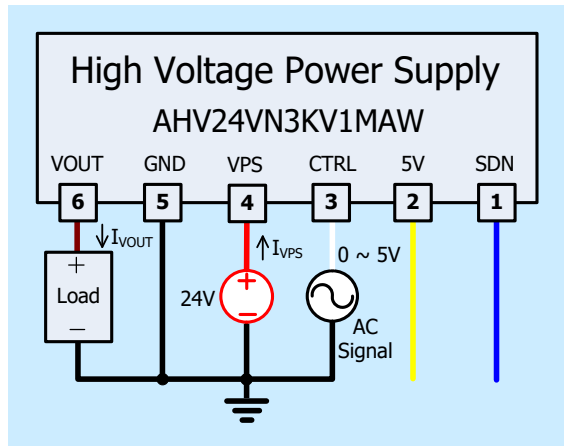 High Voltage Power Supply
AHV24VN3KV1MAW
VOUT GND VPS CTRL 5V SDN
6 5 4 3 2 1
IVOUT IVPS 0 ~ 5V
+ +
Load 24V
− −
AC
Signal